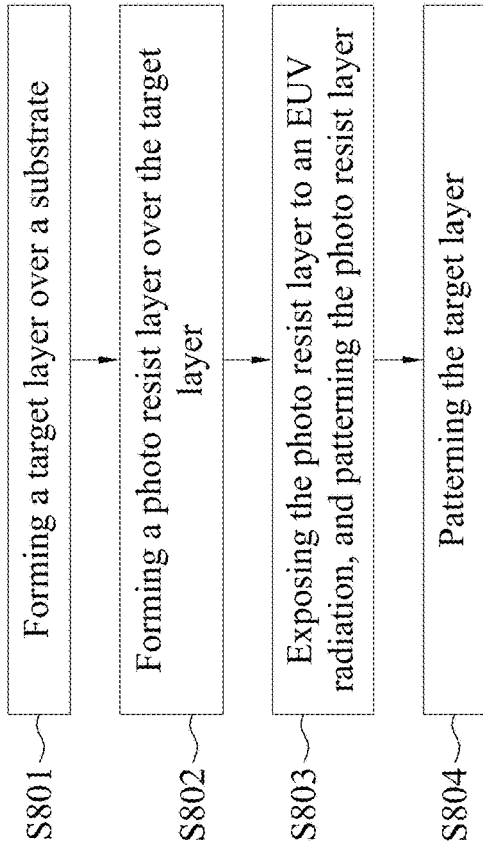 S801
Forming a target layer over a substrate
S802
Forming a photo resist layer over the target
layer
S803
Exposing the photo resist layer to an EUV
radiation, and patterning the photo resist layer
S804
Patterning the target layer